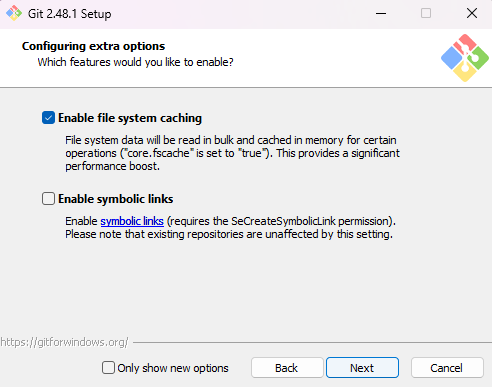 Git 2.48.1 Setup
Configuring extra options
Which features would you like to enable?
Enable file system caching
File system data will be read in bulk and cached in memory for certain
operations ("core.fscache" is set to "true"). This provides a significant
performance boost.
Enable symbolic links
Enable symbolic links (requires the SeCreateSymbolicLink permission).
Please note that existing repositories are unaffected by this setting.
https://gitforwindows.org/
Only show new options
Back
Next
Cancel